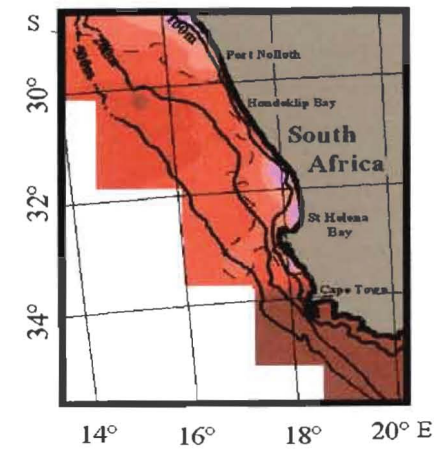 S
100m
Port Nolloth
30°
Hondeklip Bay
South
Africa
32°
St Helena
Bay
Cape Town
34°
14°
16°
18°
20° E